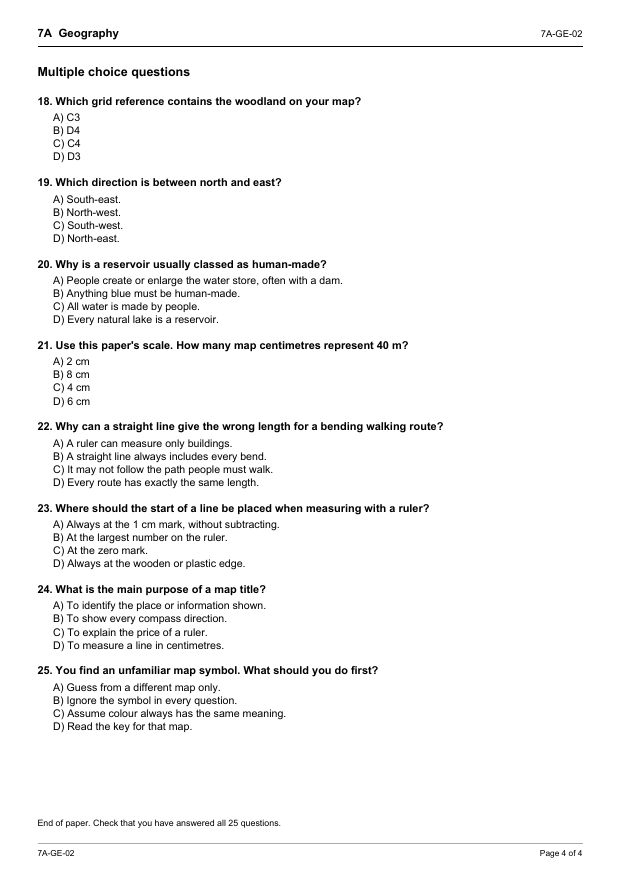 7A Geography
7A-GE-02
Multiple choice questions
18. Which grid reference contains the woodland on your map?
A) C3
B) D4
C) C4
D) D3
19. Which direction is between north and east?
A) South-east.
B) North-west.
C) South-west.
D) North-east.
20. Why is a reservoir usually classed as human-made?
A) People create or enlarge the water store, often with a dam.
B) Anything blue must be human-made.
C) All water is made by people.
D) Every natural lake is a reservoir.
21. Use this paper's scale. How many map centimetres represent 40 m?
A) 2 cm
B) 8 cm
C) 4 cm
D) 6 cm
22. Why can a straight line give the wrong length for a bending walking route?
A) A ruler can measure only buildings.
B) A straight line always includes every bend.
C) It may not follow the path people must walk.
D) Every route has exactly the same length.
23. Where should the start of a line be placed when measuring with a ruler?
A) Always at the 1 cm mark, without subtracting.
B) At the largest number on the ruler.
C) At the zero mark.
D) Always at the wooden or plastic edge.
24. What is the main purpose of a map title?
A) To identify the place or information shown.
B) To show every compass direction.
C) To explain the price of a ruler.
D) To measure a line in centimetres.
25. You find an unfamiliar map symbol. What should you do first?
A) Guess from a different map only.
B) Ignore the symbol in every question.
C) Assume colour always has the same meaning.
D) Read the key for that map.
End of paper. Check that you have answered all 25 questions.
7A-GE-02
Page 4 of 4